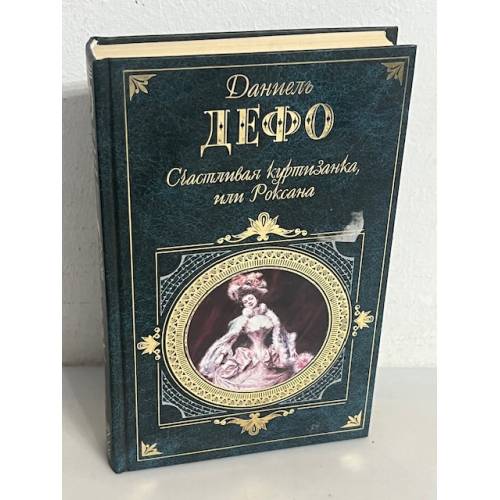 Даниель
ДЕФО
Счастливая куртизанка,
или Роксана